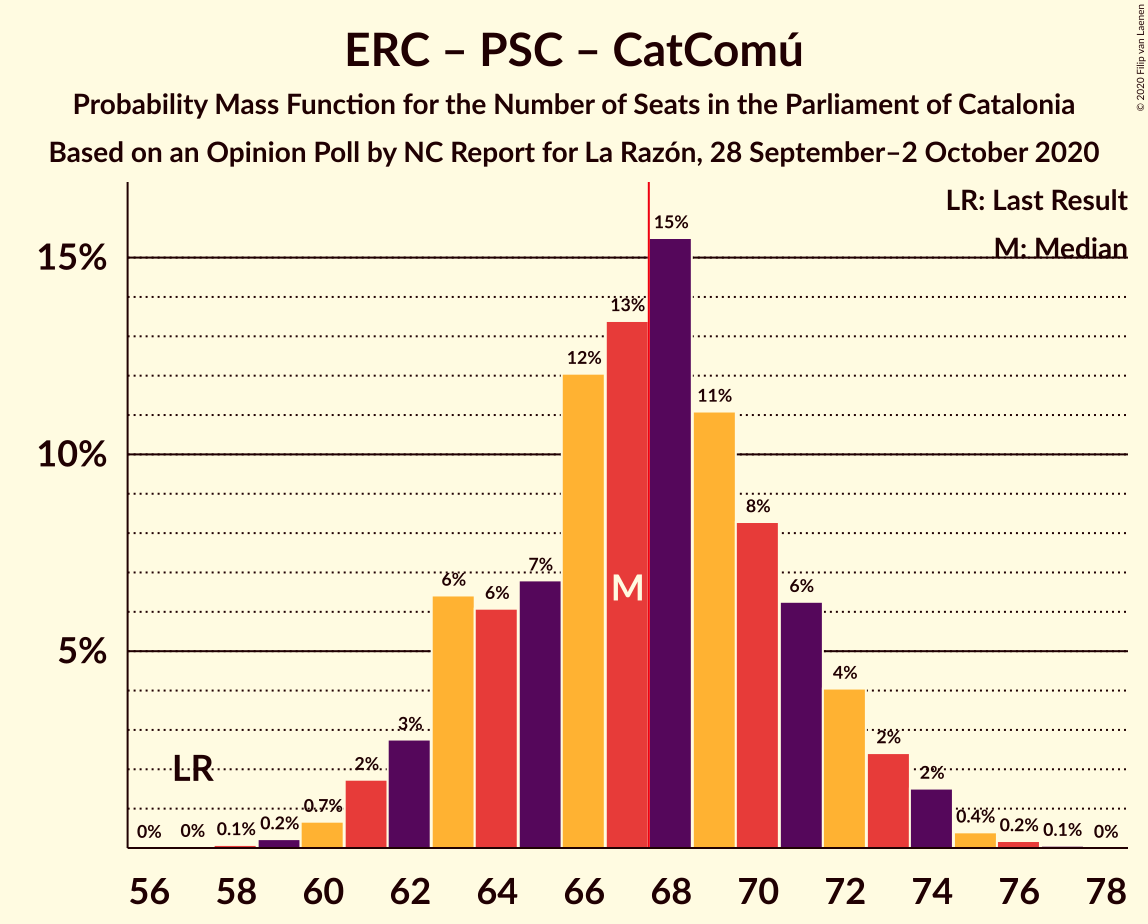 ERC – PSC – CatComú
Probability Mass Function for the Number of Seats in the Parliament of Catalonia
Based on an Opinion Poll by NC Report for La Razón, 28 September–2 October 2020
© 2020 Filip van Laenen
LR: Last Result
M: Median
15%
10%
5%
LR
M
0%
0%
0.1%
0.2%
0.7%
2%
3%
6%
6%
7%
12%
13%
15%
11%
8%
6%
4%
2%
2%
0.4%
0.2%
0.1%
0%
56 58 60 62 64 66 68 70 72 74 76 78